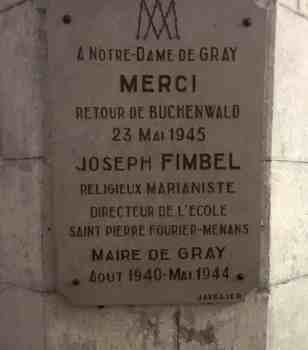 A NOTRE-DAME DE GRAY
MERCI
RETOUR DE BUCHENWALD
23 MAI 1945
JOSEPH FIMBEL
RELIGIEUX MARIANISTE
DIRECTEUR DE L'ECOLE
SAINT PIERRE FOURIER-MENANS
MAIRE DE GRAY
AOUT 1940-MAI 1944
JAVELIER